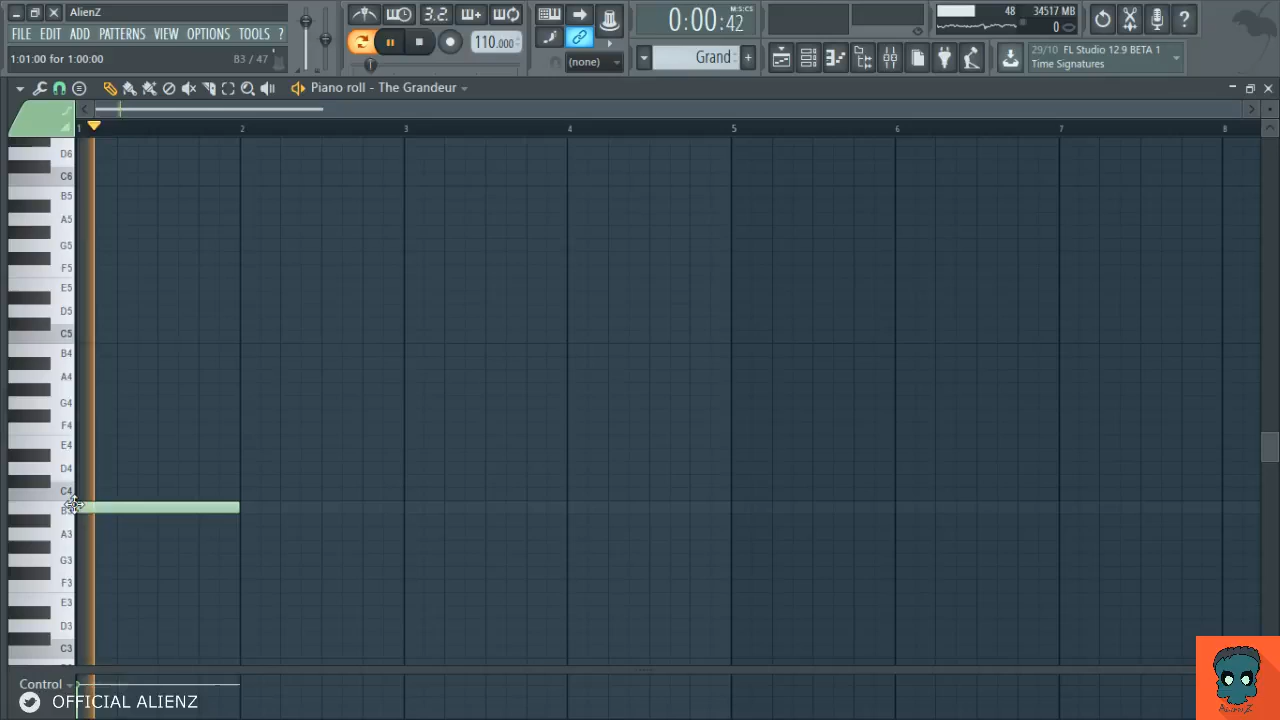 AlienZ
FILE EDIT ADD PATTERNS VIEW OPTIONS TOOLS ?
1:01:00 for 1:00:00 B3 / 47
3.2.
110.000
(none)
M:S:CS
0:00:42
Grand
48 34517 MB
0
29/10 FL Studio 12.9 BETA 1
Time Signatures
Piano roll - The Grandeur
1 2 3 4 5 6 7 8
D6
C6
B5
A5
G5
F5
E5
D5
C5
B4
A4
G4
F4
E4
D4
C4
A3
G3
F3
E3
D3
C3
Control
OFFICIAL ALIENZ
ALIENZ